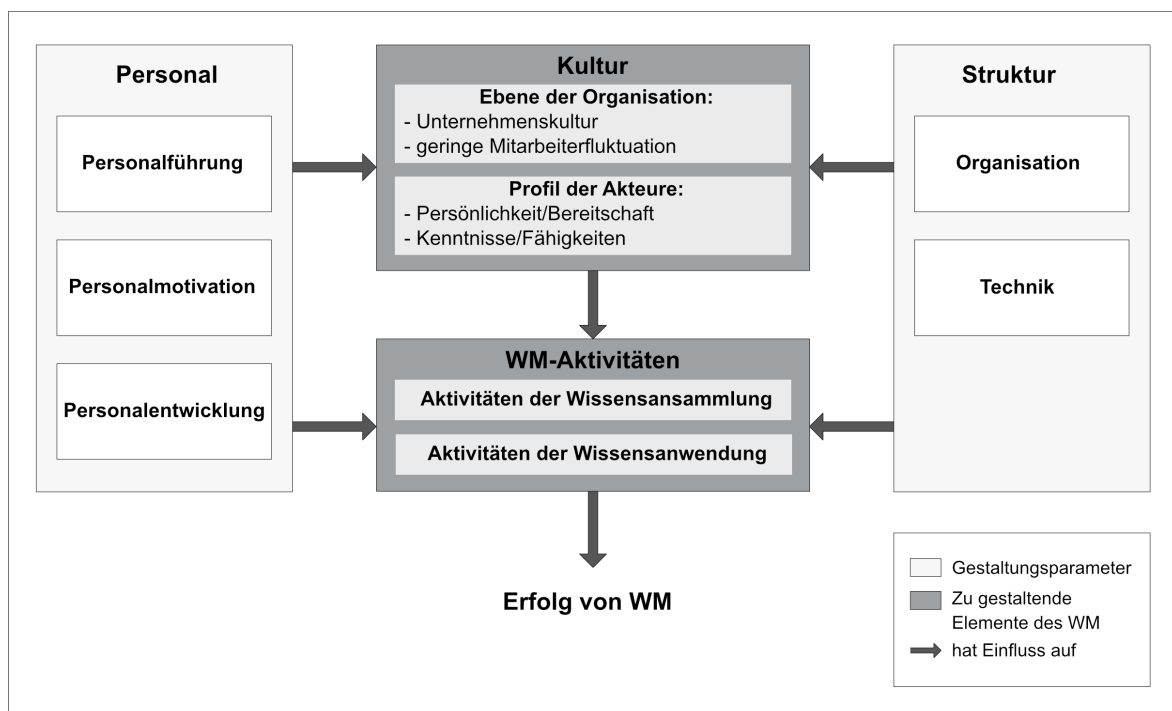 Personal
Personalführung
Personalmotivation
Personalentwicklung
Kultur
Ebene der Organisation:
- Unternehmenskultur
- geringe Mitarbeiterfluktuation
Profil der Akteure:
- Persönlichkeit/Bereitschaft
- Kenntnisse/Fähigkeiten
WM-Aktivitäten
Aktivitäten der Wissensansammlung
Aktivitäten der Wissensanwendung
Erfolg von WM
Struktur
Organisation
Technik
Gestaltungsparameter
Zu gestaltende
Elemente des WM
hat Einfluss auf